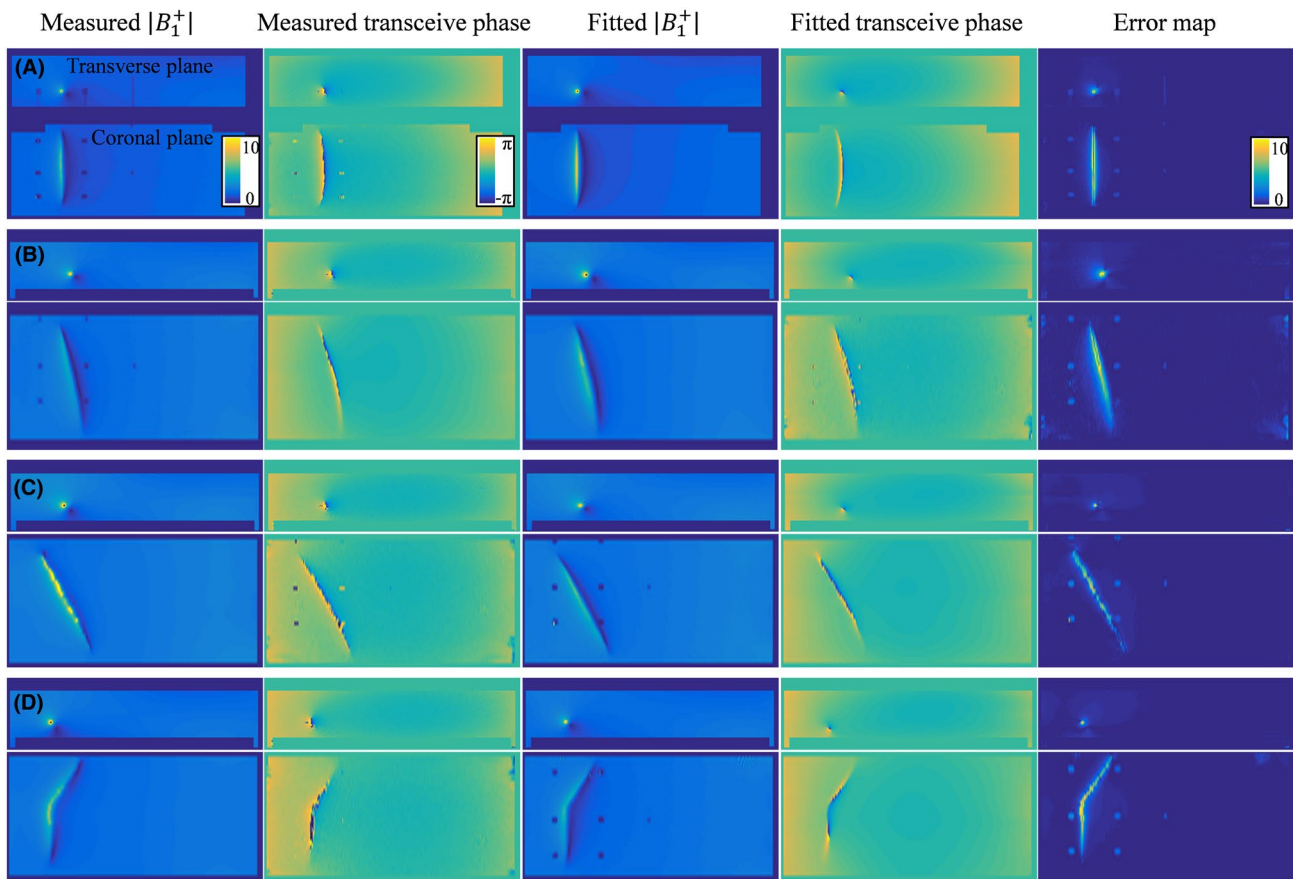 Measured |B₁⁺| Measured transceive phase Fitted |B₁⁺| Fitted transceive phase Error map
(A) Transverse plane
Coronal plane
10
0
π
-π
10
0
(B)
(C)
(D)